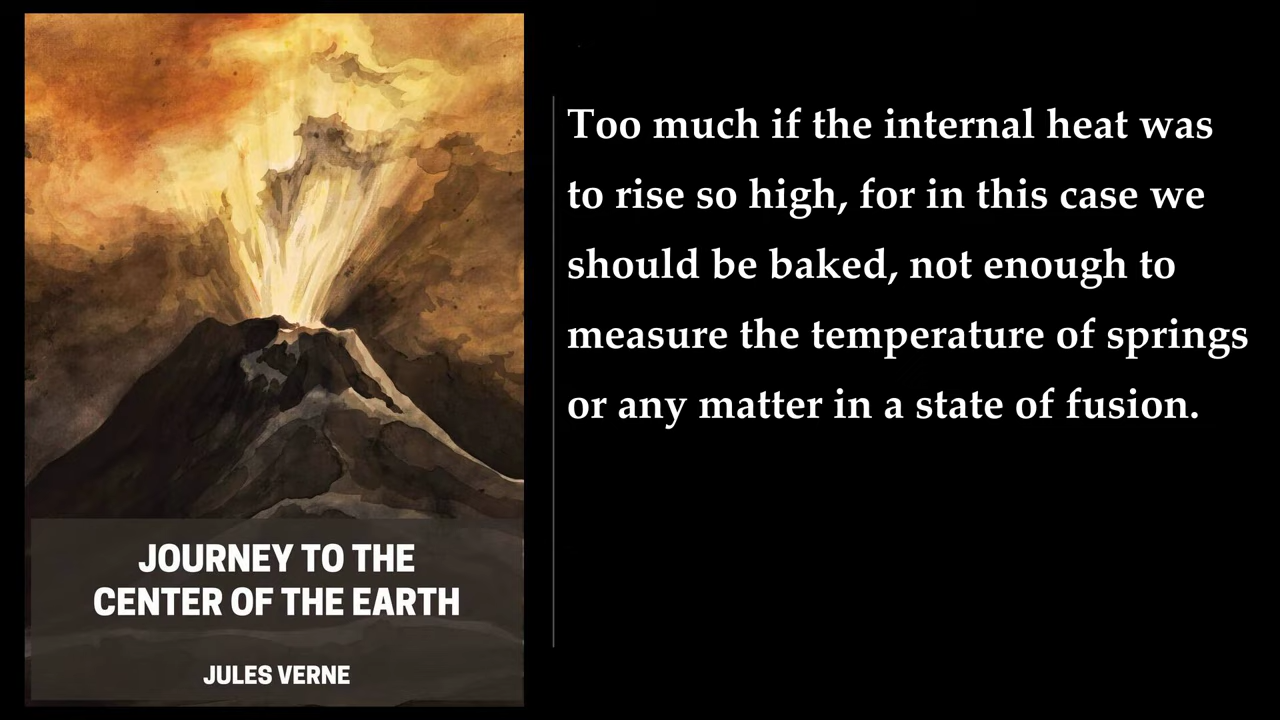 JOURNEY TO THE
CENTER OF THE EARTH
JULES VERNE
Too much if the internal heat was
to rise so high, for in this case we
should be baked, not enough to
measure the temperature of springs
or any matter in a state of fusion.